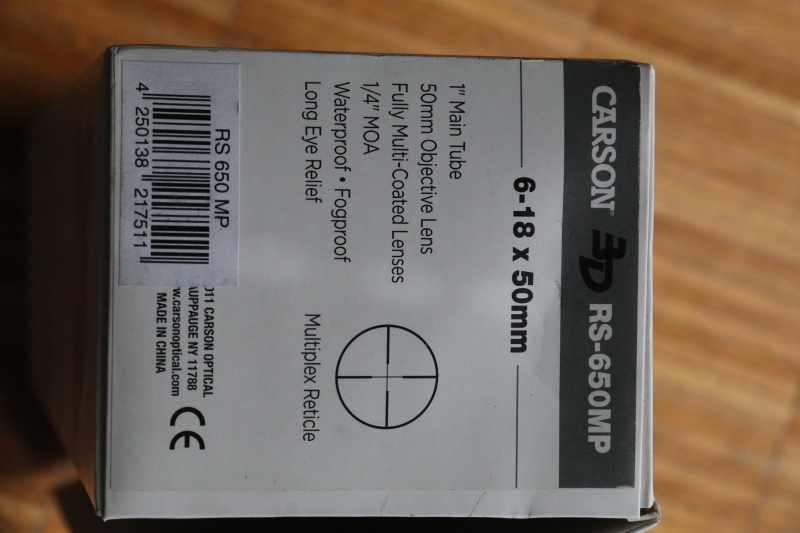 CARSON 3D RS-650MP
6-18 x 50mm
1" Main Tube
50mm Objective Lens
Fully Multi-Coated Lenses
1/4" MOA
Waterproof • Fogproof
Long Eye Relief
Multiplex Reticle
RS 650 MP
4 250138 217511
011 CARSON OPTICAL
AUPPAUGE NY 11788
w.carsonoptical.com
MADE IN CHINA
CE